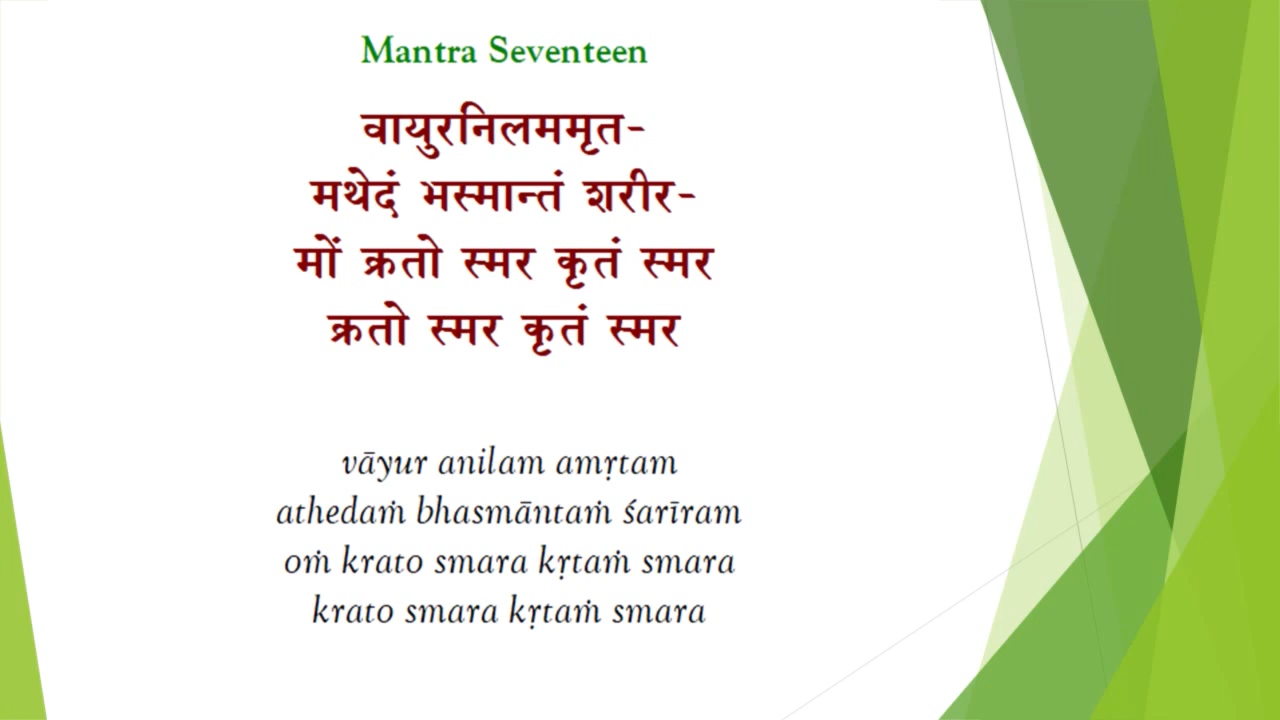 Mantra Seventeen
वायुरनिलममृत-
मथेदं भस्मान्तं शरीर-
मों क्रतो स्मर कृतं स्मर
क्रतो स्मर कृतं स्मर
vāyur anilam amṛtam
athedaṁ bhasmāntaṁ śarīram
oṁ krato smara kṛtaṁ smara
krato smara kṛtaṁ smara